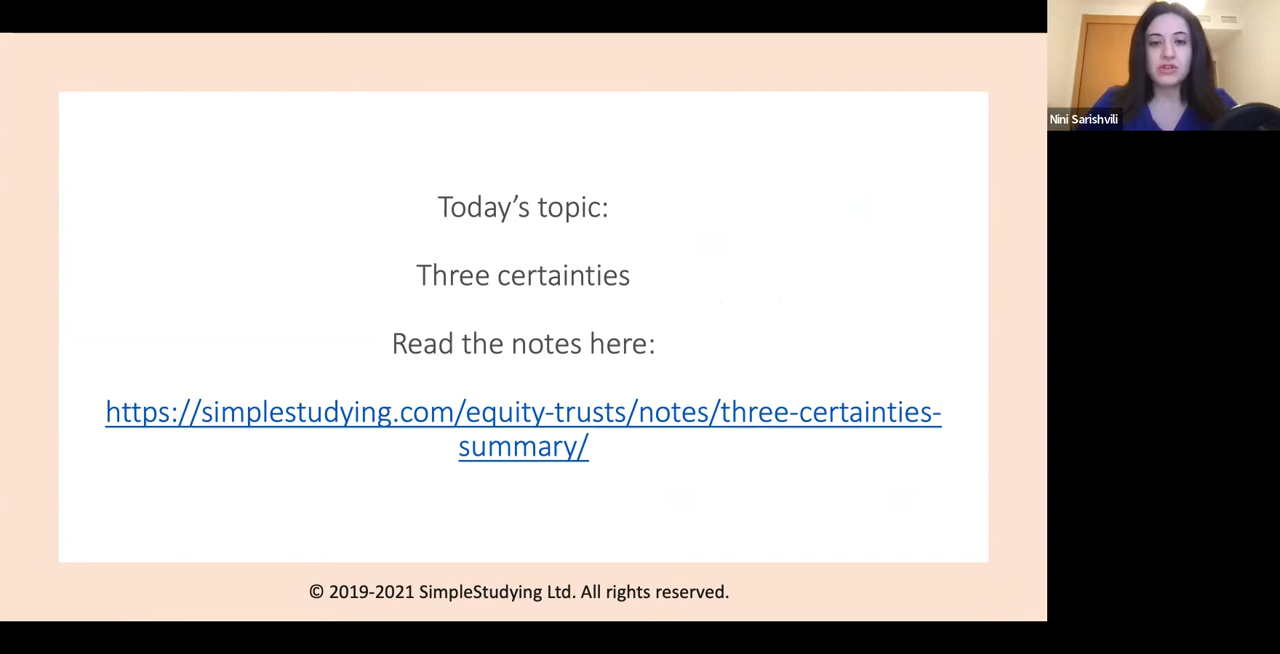 Today’s topic:
Three certainties
Read the notes here:
https://simplestudying.com/equity-trusts/notes/three-certainties-
summary/
© 2019-2021 SimpleStudying Ltd. All rights reserved.
Nini Sarishvili